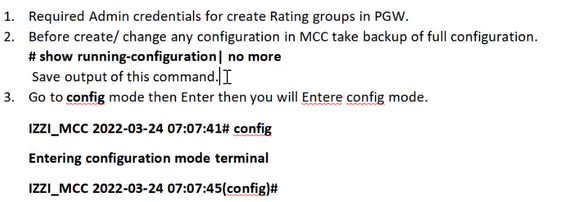 1. Required Admin credentials for create Rating groups in PGW.
2. Before create/ change any configuration in MCC take backup of full configuration.
# show running-configuration| no more
Save output of this command.
3. Go to config mode then Enter then you will Entere config mode.
IZZI_MCC 2022-03-24 07:07:41# config
Entering configuration mode terminal
IZZI_MCC 2022-03-24 07:07:45(config)#